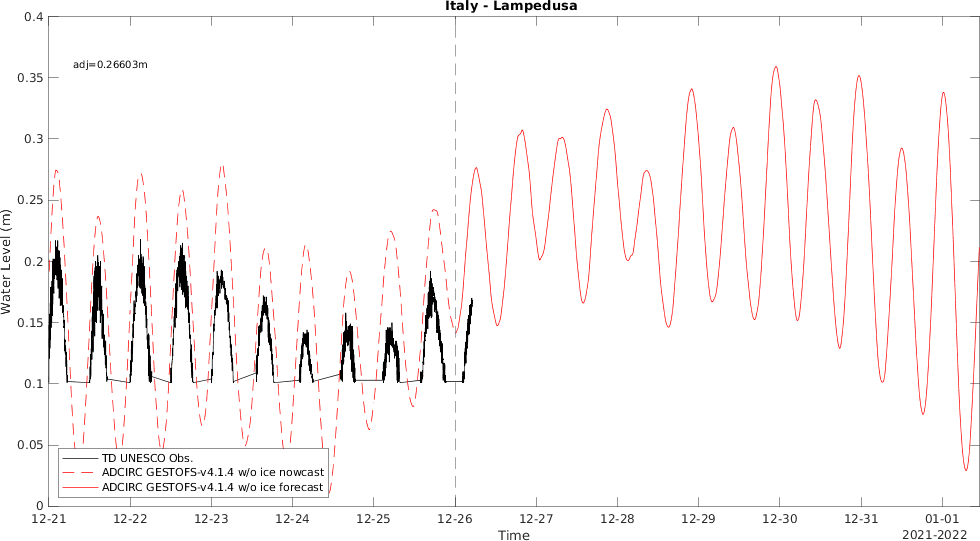 Italy - Lampedusa
adj=0.26603m
Water Level (m)
0.4
0.35
0.3
0.25
0.2
0.15
0.1
0.05
0
TD UNESCO Obs.
ADCIRC GESTOFS-v4.1.4 w/o ice nowcast
ADCIRC GESTOFS-v4.1.4 w/o ice forecast
12-21 12-22 12-23 12-24 12-25 12-26 12-27 12-28 12-29 12-30 12-31 01-01
Time
2021-2022